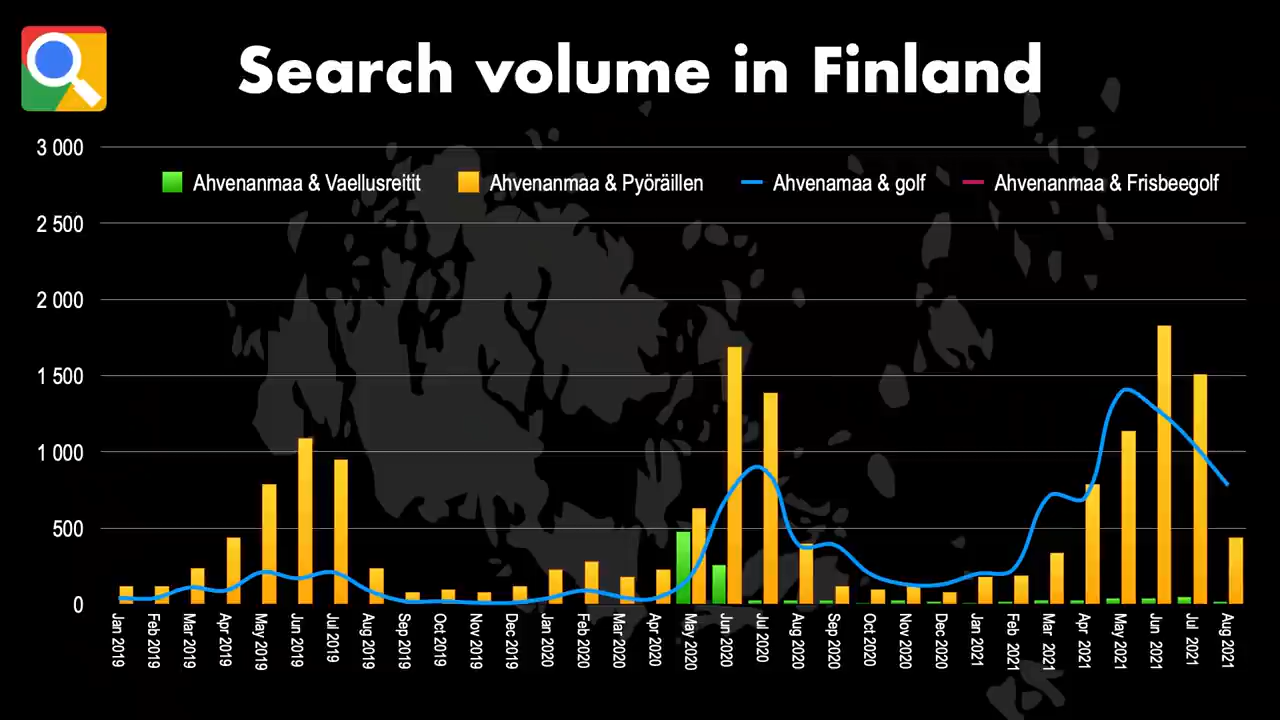 Search volume in Finland
3 000
Ahvenanmaa & Vaellusreitit
Ahvenanmaa & Pyöräillen
Ahvenamaa & golf
Ahvenanmaa & Frisbeegolf
2 500
2 000
1 500
1 000
500
0
Jan 2019
Feb 2019
Mar 2019
Apr 2019
May 2019
Jun 2019
Jul 2019
Aug 2019
Sep 2019
Oct 2019
Nov 2019
Dec 2019
Jan 2020
Feb 2020
Mar 2020
Apr 2020
May 2020
Jun 2020
Jul 2020
Aug 2020
Sep 2020
Oct 2020
Nov 2020
Dec 2020
Jan 2021
Feb 2021
Mar 2021
Apr 2021
May 2021
Jun 2021
Jul 2021
Aug 2021